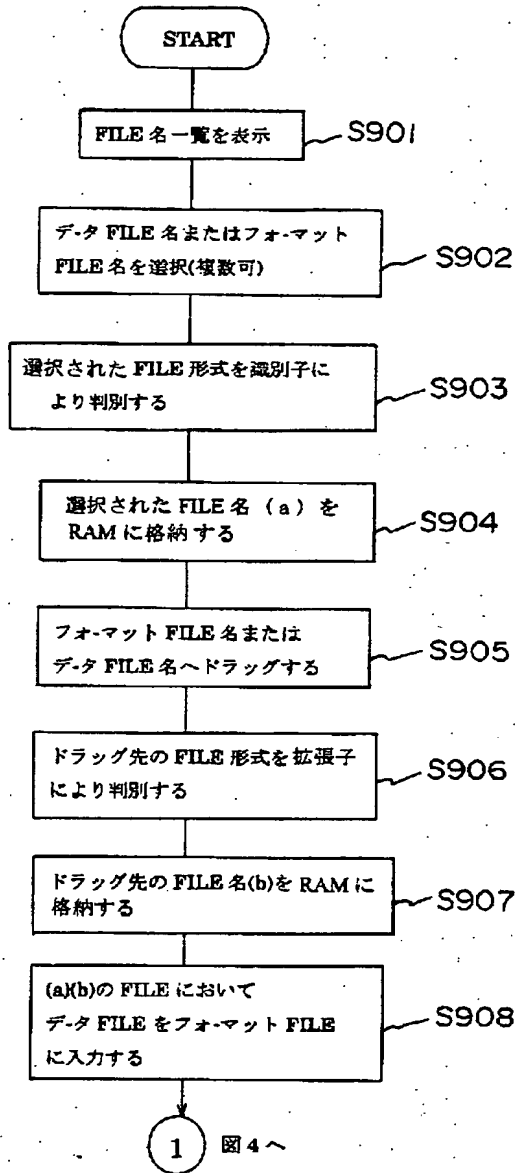 START
FILE 名一覧を表示
S901
デ-タ FILE 名またはフォ-マット
FILE 名を選択(複数可)
S902
選択された FILE 形式を識別子に
より判別する
S903
選択された FILE 名 (a) を
RAM に格納する
S904
フォ-マット FILE 名または
デ-タ FILE 名へドラッグする
S905
ドラッグ先の FILE 形式を拡張子
により判別する
S906
ドラッグ先の FILE 名(b)を RAM に
格納する
S907
(a)(b)の FILE において
デ-タ FILE をフォ-マット FILE
に入力する
S908
1 図4へ